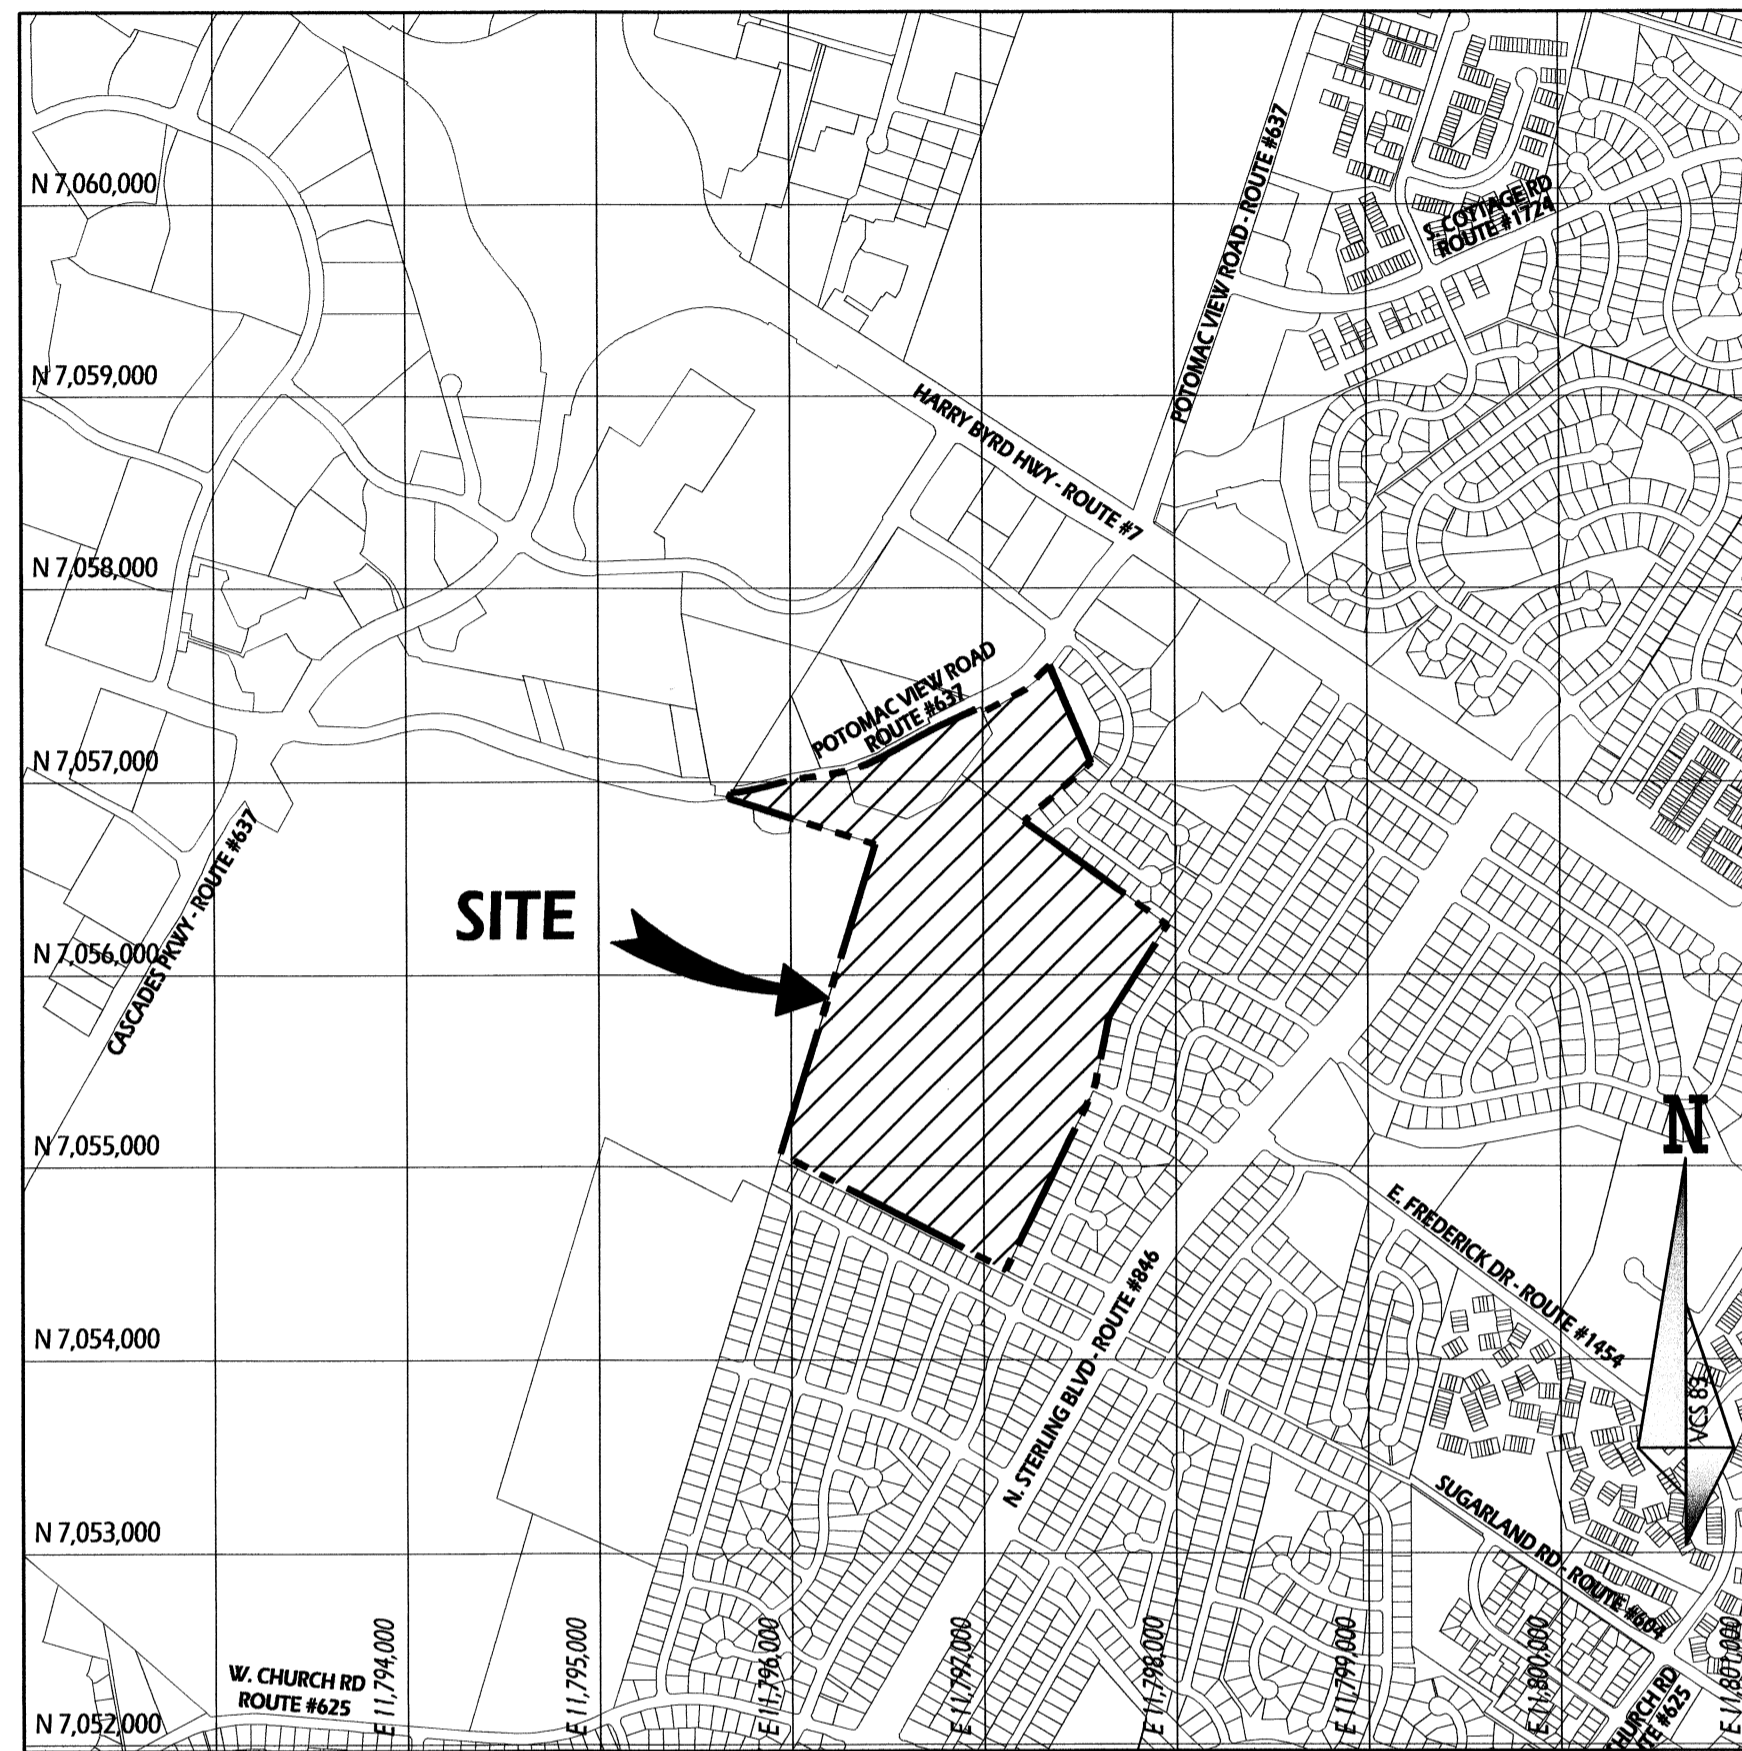 N 7,060,000
POTOMAC VIEW ROAD - ROUTE #637
S. COTTAGE RD
ROUTE #1724
N 7,059,000
HARRY BYRD HWY - ROUTE #7
N 7,058,000
POTOMAC VIEW ROAD
ROUTE #637
N 7,057,000
CASCADES PKWY - ROUTE #637
SITE
N 7,056,000
N 7,055,000
N
E. FREDERICK DR - ROUTE #1454
N. STERLING BLVD - ROUTE #846
N 7,054,000
VCS 83
SUGARLAND RD - ROUTE #604
N 7,053,000
W. CHURCH RD
ROUTE #625
E 11,794,000
E 11,795,000
E 11,796,000
E 11,797,000
E 11,798,000
E 11,799,000
E 11,800,000
E 11,801,000
CHURCH RD
#625
N 7,052,000